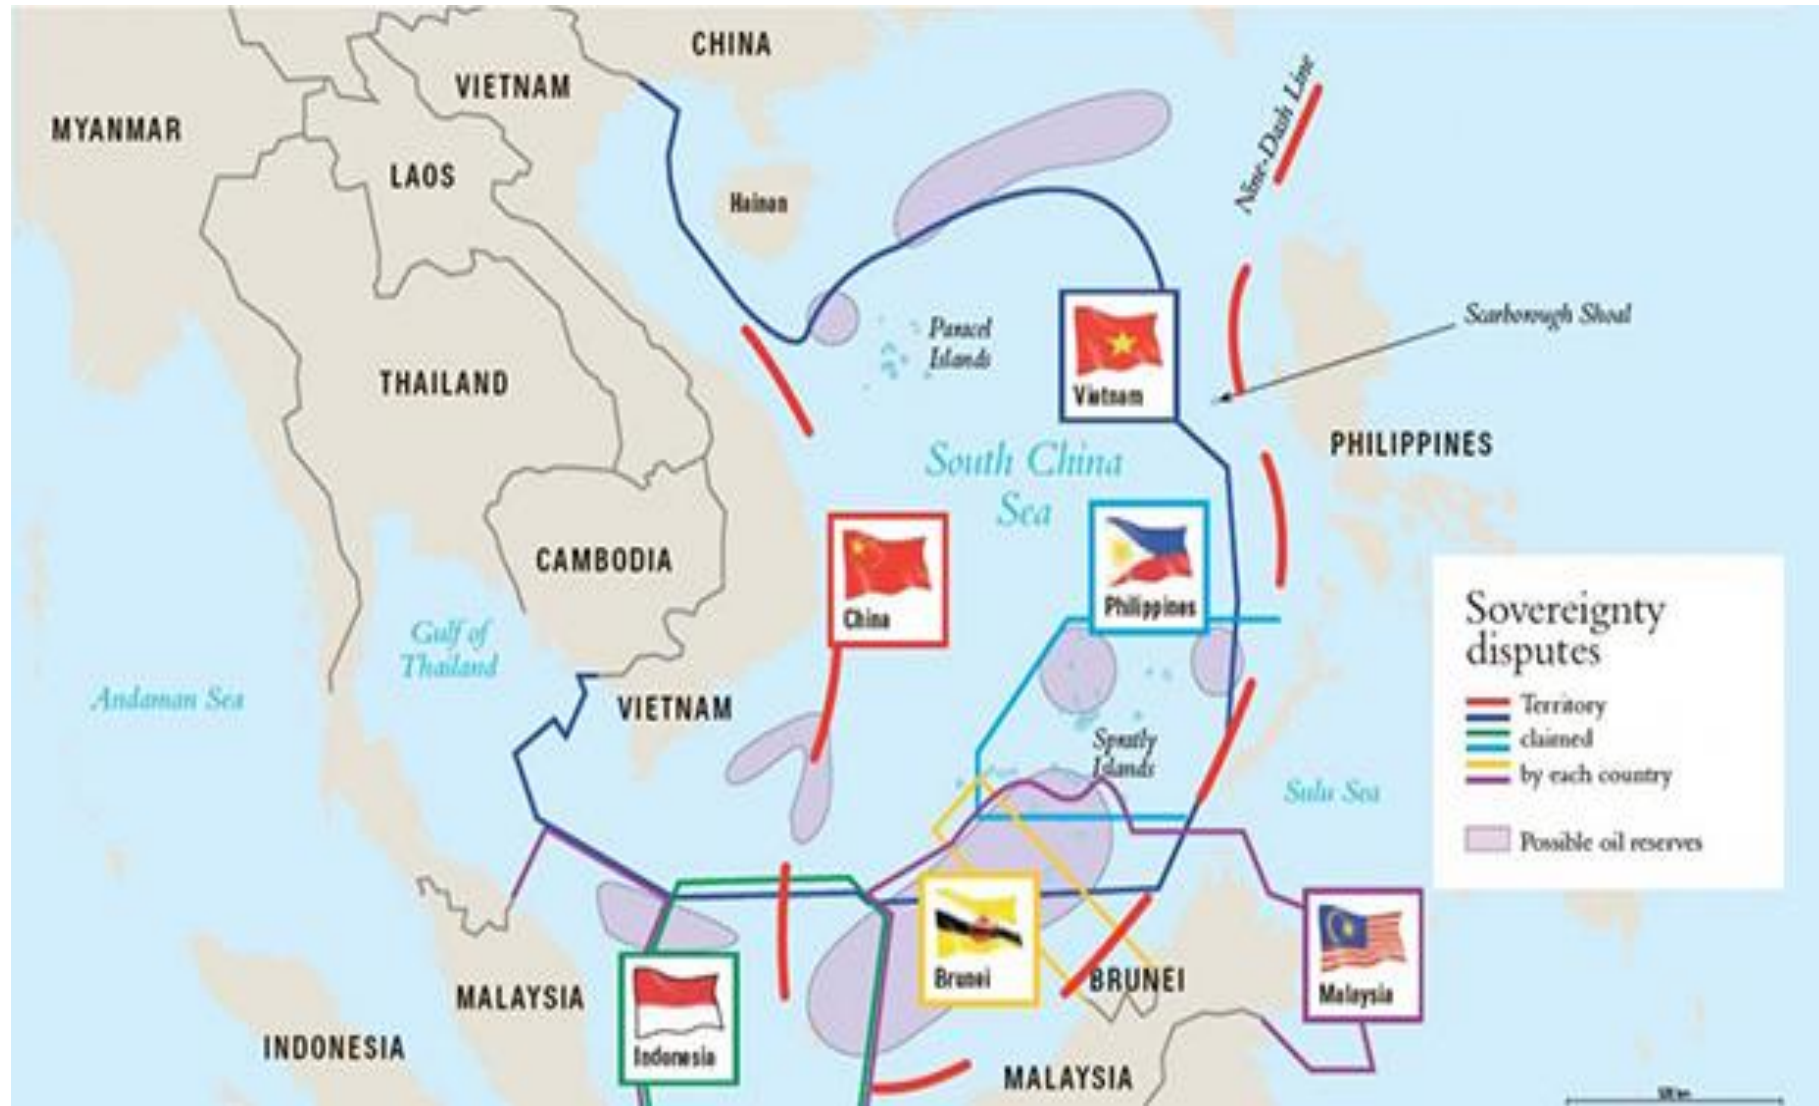 CHINA
VIETNAM
MYANMAR
LAOS
Hainan
Nine-Dash Line
Paracel
Islands
Scarborough Shoal
Vietnam
THAILAND
South China
Sea
PHILIPPINES
CAMBODIA
China
Philippines
Gulf of
Thailand
Andaman Sea
VIETNAM
Spratly
Islands
Sulu Sea
Sovereignty
disputes
Territory
claimed
by each country
Possible oil reserves
Brunei
BRUNEI
Malaysia
MALAYSIA
INDONESIA
Indonesia
MALAYSIA